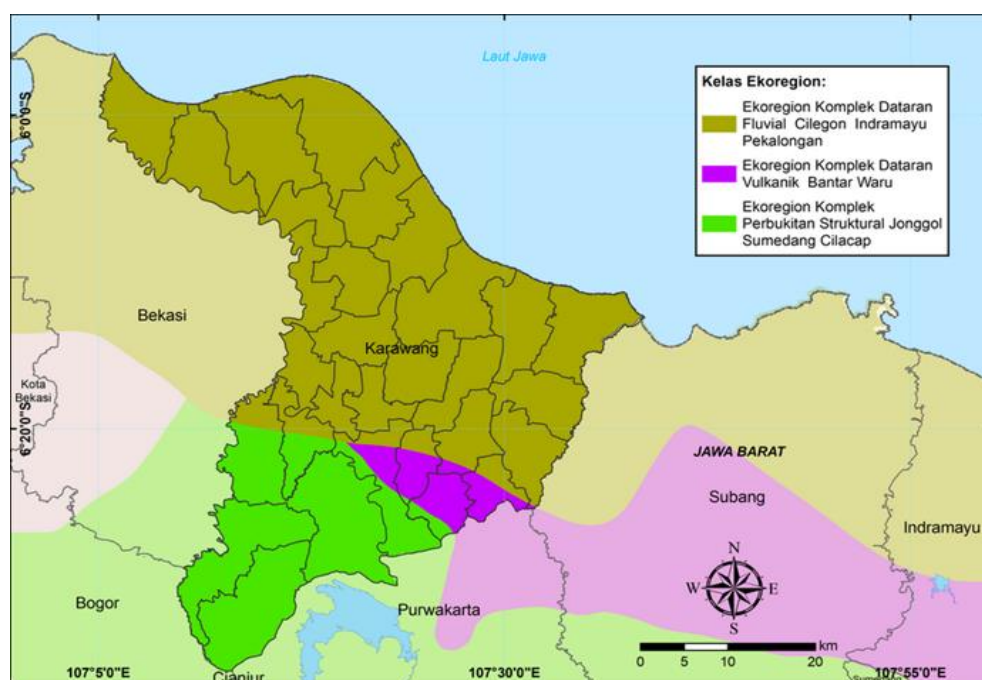 Laut Jawa
Kelas Ekoregion:
Ekoregion Komplek Dataran
Fluvial Cilegon Indramayu
Pekalongan
Ekoregion Komplek Dataran
Vulkanik Bantar Waru
Ekoregion Komplek
Perbukitan Struktural Jonggol
Sumedang Cilacap
6°0'0"S
Bekasi
Karawang
Kota
Bekasi
6°20'0"S
JAWA BARAT
Subang
Indramayu
N
W E
S
Bogor
Purwakarta
km
0 5 10 20
107°5'0"E
107°30'0"E
107°55'0"E
Cianjur